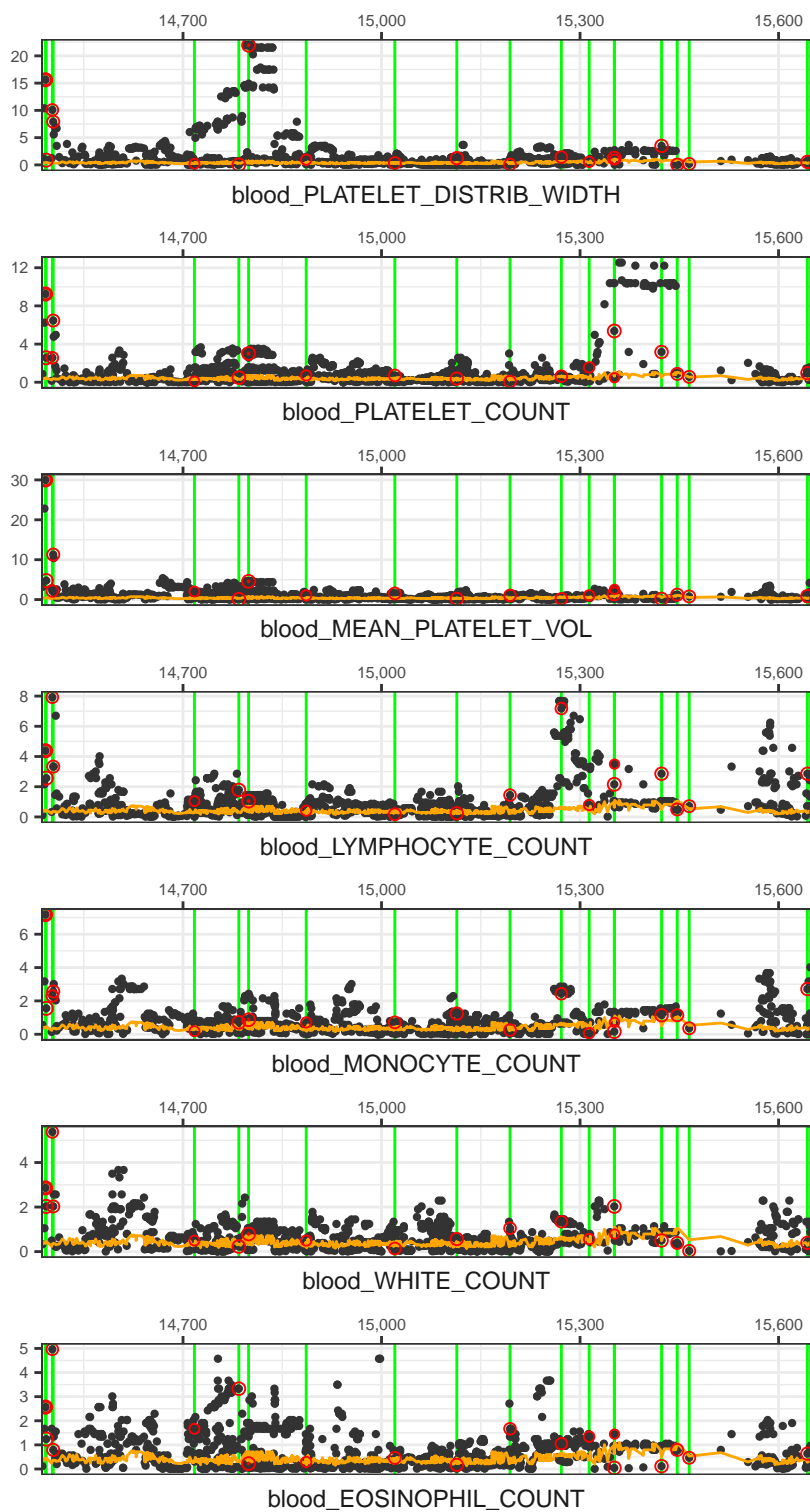 14,700 15,000 15,300 15,600
20
15
10
5
0
blood_PLATELET_DISTRIB_WIDTH
14,700 15,000 15,300 15,600
12
8
4
0
blood_PLATELET_COUNT
14,700 15,000 15,300 15,600
30
20
10
0
blood_MEAN_PLATELET_VOL
14,700 15,000 15,300 15,600
8
6
4
2
0
blood_LYMPHOCYTE_COUNT
14,700 15,000 15,300 15,600
6
4
2
0
blood_MONOCYTE_COUNT
14,700 15,000 15,300 15,600
4
2
0
blood_WHITE_COUNT
14,700 15,000 15,300 15,600
5
4
3
2
1
0
blood_EOSINOPHIL_COUNT